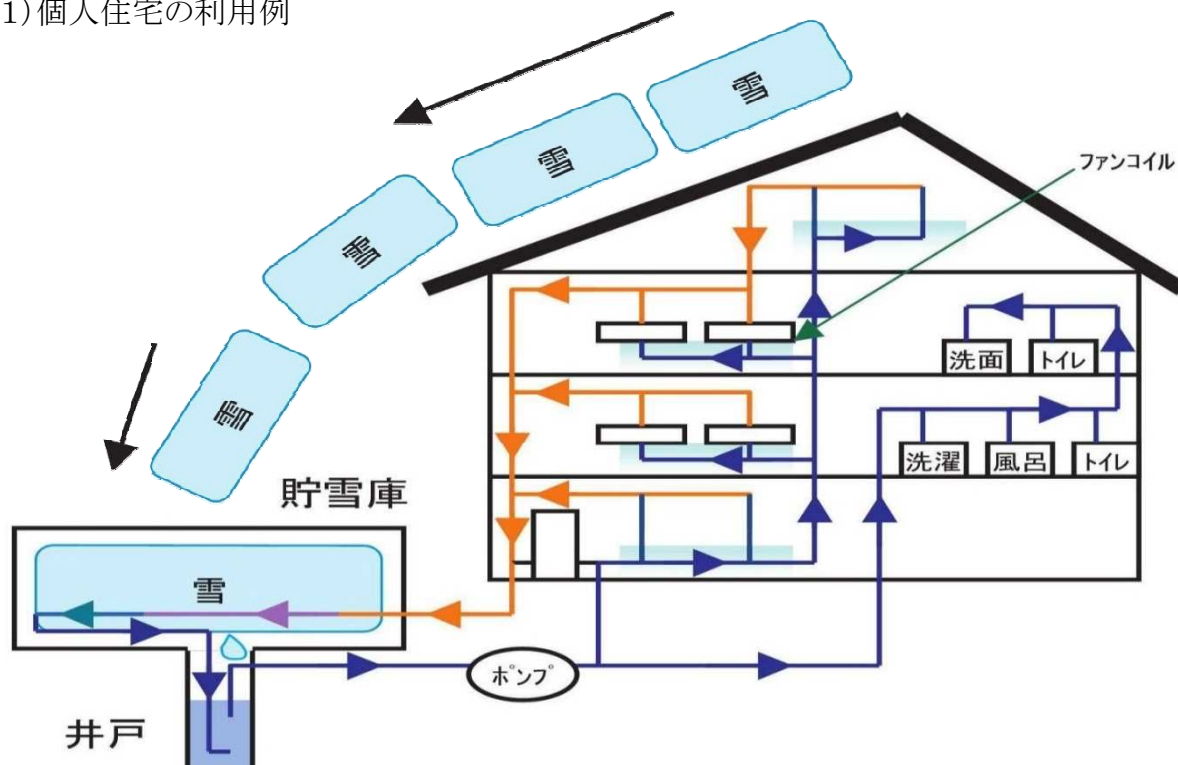 1）個人住宅の利用例
雪
雪
雪
雪
ファンコイル
洗面
トイレ
洗濯
風呂
トイレ
貯雪庫
雪
ポンプ
井戸